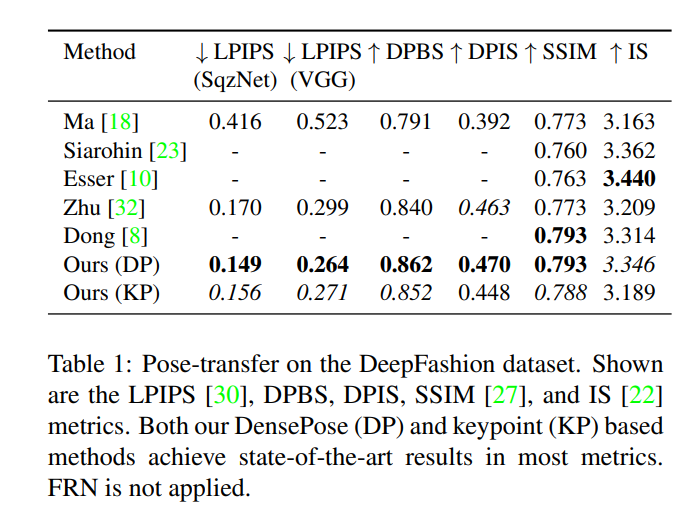 Method ↓ LPIPS ↓ LPIPS ↑ DPBS ↑ DPIS ↑ SSIM ↑ IS
(SqzNet) (VGG)
Ma [18] 0.416 0.523 0.791 0.392 0.773 3.163
Siarohin [23] - - - - 0.760 3.362
Esser [10] - - - - 0.763 3.440
Zhu [32] 0.170 0.299 0.840 0.463 0.773 3.209
Dong [8] - - - - 0.793 3.314
Ours (DP) 0.149 0.264 0.862 0.470 0.793 3.346
Ours (KP) 0.156 0.271 0.852 0.448 0.788 3.189
Table 1: Pose-transfer on the DeepFashion dataset. Shown
are the LPIPS [30], DPBS, DPIS, SSIM [27], and IS [22]
metrics. Both our DensePose (DP) and keypoint (KP) based
methods achieve state-of-the-art results in most metrics.
FRN is not applied.